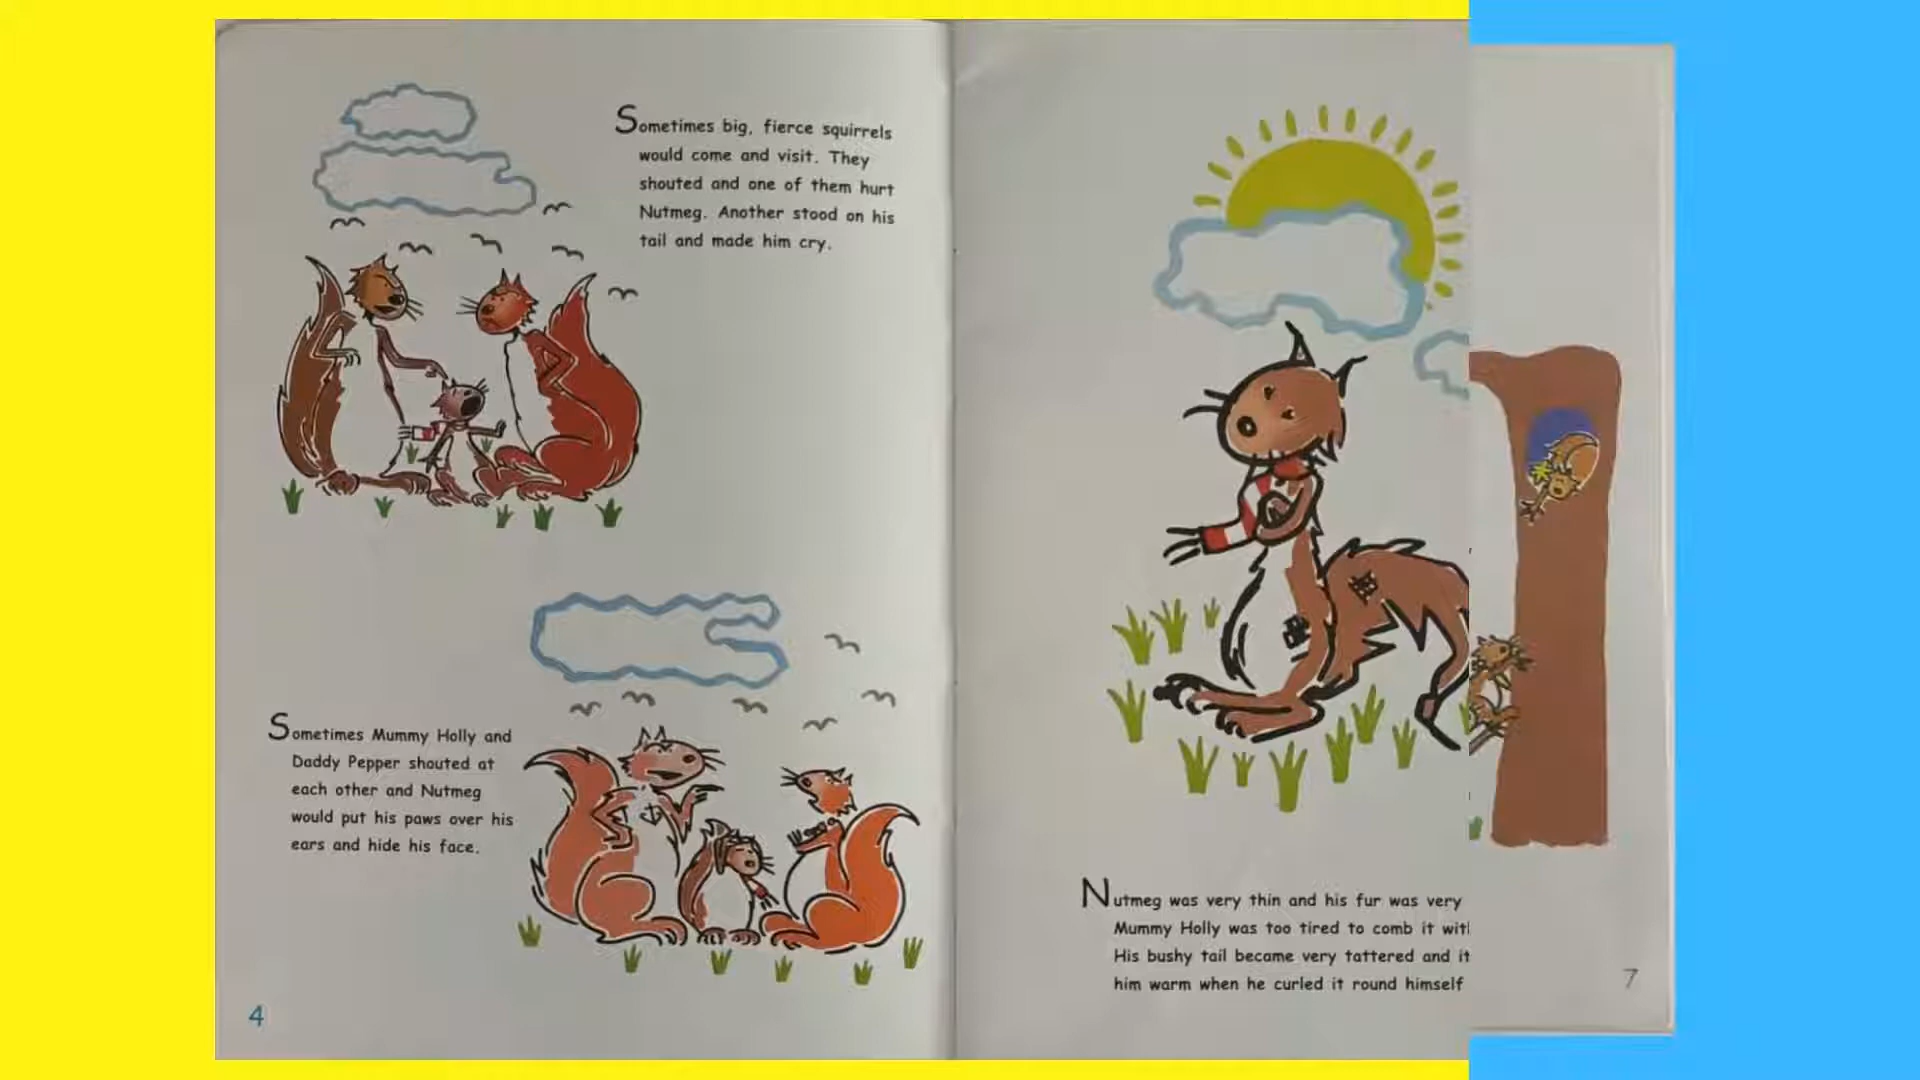 Sometimes big, fierce squirrels
would come and visit. They
shouted and one of them hurt
Nutmeg. Another stood on his
tail and made him cry.
Sometimes Mummy Holly and
Daddy Pepper shouted at
each other and Nutmeg
would put his paws over his
ears and hide his face.
4
Nutmeg was very thin and his fur was very
Mummy Holly was too tired to comb it wit
His bushy tail became very tattered and it
him warm when he curled it round himself
7